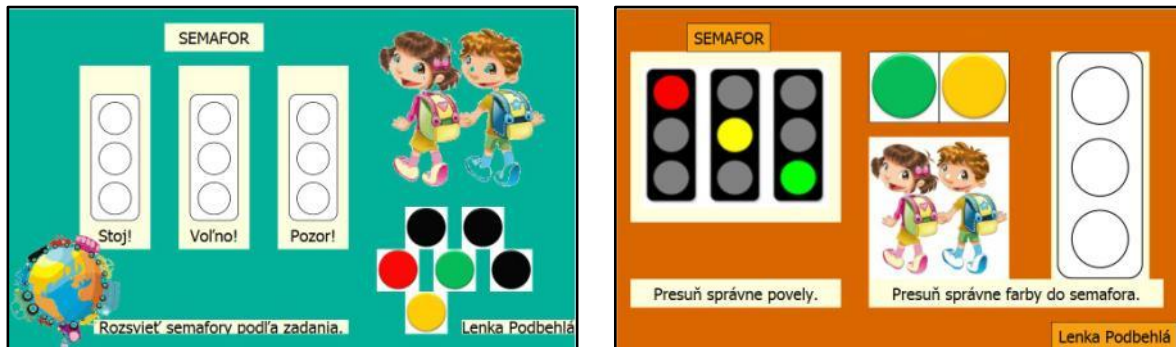 SEMAFOR
Stoj!
Voľno!
Pozor!
Rozsvieť semafory podľa zadania.
Lenka Podbehlá
SEMAFOR
Presuň správne povely.
Presuň správne farby do semafora.
Lenka Podbehlá